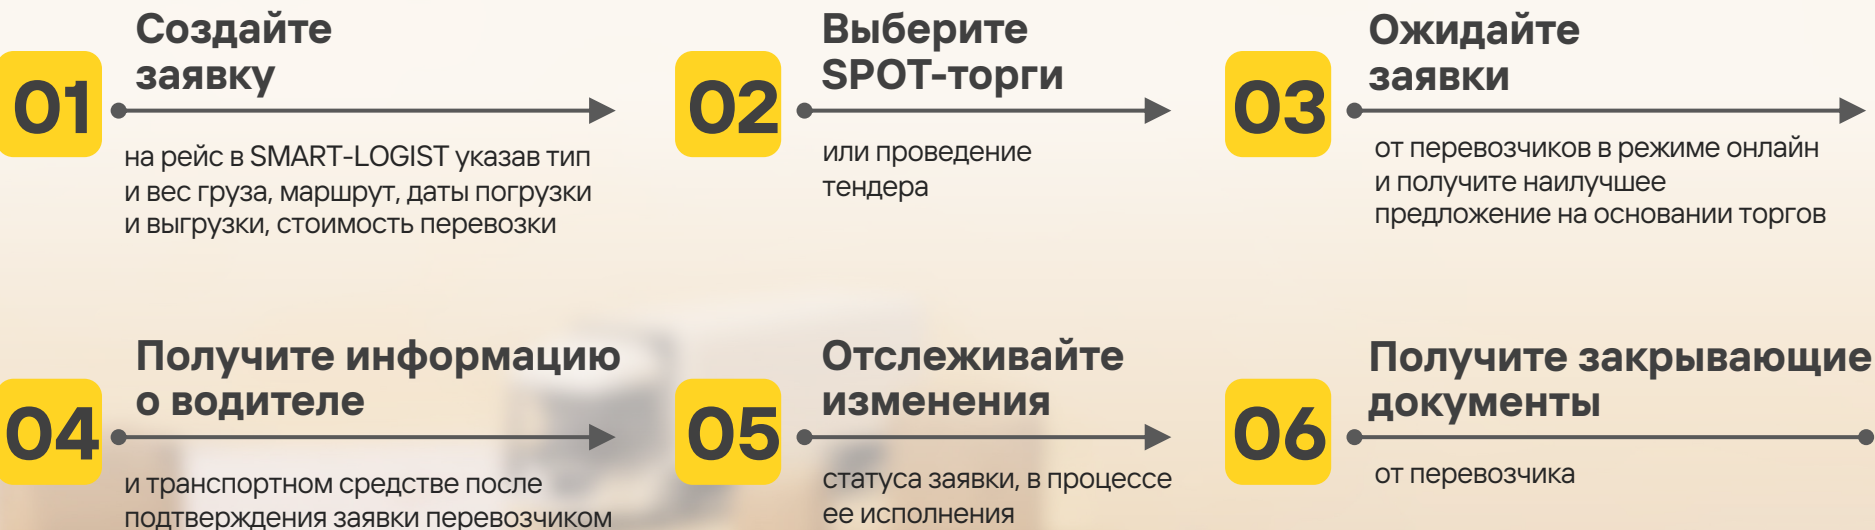 01
Создайте
заявку
на рейс в SMART-LOGIST указав тип
и вес груза, маршрут, даты погрузки
и выгрузки, стоимость перевозки
02
Выберите
SPOT-торги
или проведение
тендера
03
Ожидайте
заявки
от перевозчиков в режиме онлайн
и получите наилучшее
предложение на основании торгов
04
Получите информацию
о водителе
и транспортном средстве после
подтверждения заявки перевозчиком
05
Отслеживайте
изменения
статуса заявки, в процессе
ее исполнения
06
Получите закрывающие
документы
от перевозчика